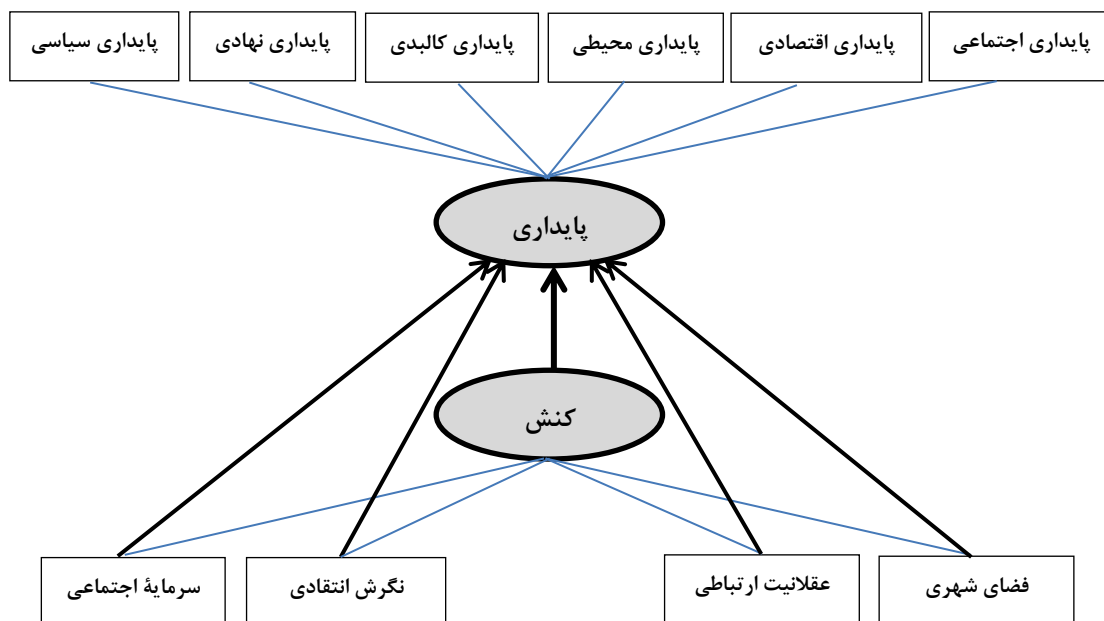 پایداری اجتماعی
پایداری اقتصادی
پایداری محیطی
پایداری کالبدی
پایداری نهادی
پایداری سیاسی
پایداری
کنش
فضای شهری
عقلانیت ارتباطی
نگرش انتقادی
سرمایهٔ اجتماعی